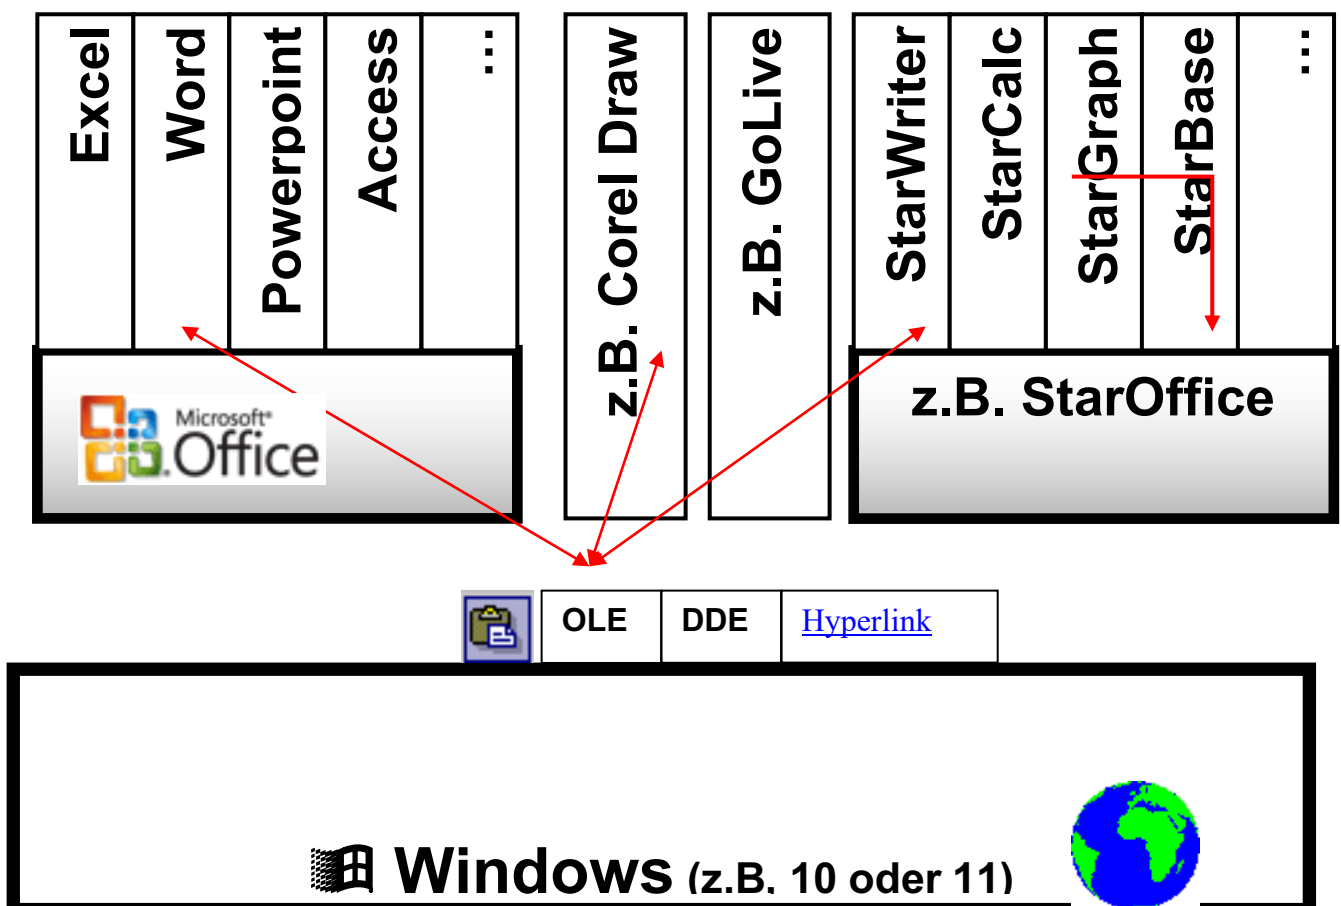 Excel
Word
Powerpoint
Access
...
z.B. Corel Draw
z.B. GoLive
StarWriter
StarCalc
StarGraph
StarBase
...
Microsoft®
Office
z.B. StarOffice
OLE
DDE
Hyperlink
Windows (z.B. 10 oder 11)